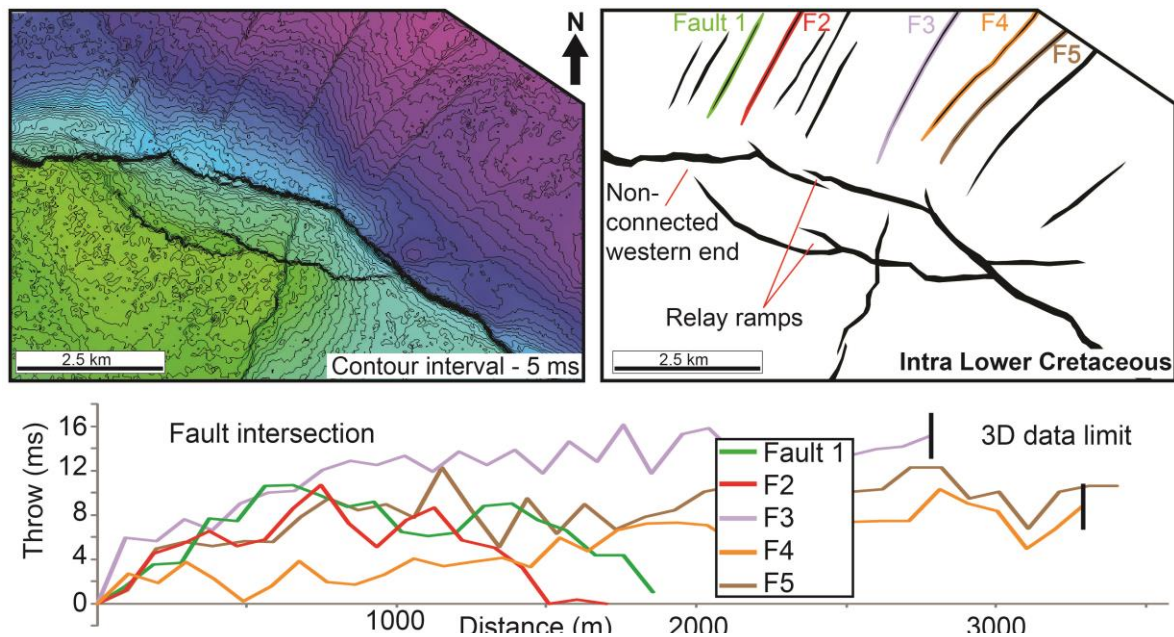 N
2.5 km
Contour interval - 5 ms
Fault 1
F2
F3
F4
F5
Non-
connected
western end
Relay ramps
2.5 km
Intra Lower Cretaceous
Throw (ms)
16
12
8
4
0
Fault intersection
3D data limit
Fault 1
F2
F3
F4
F5
1000
Distance (m)
2000
3000